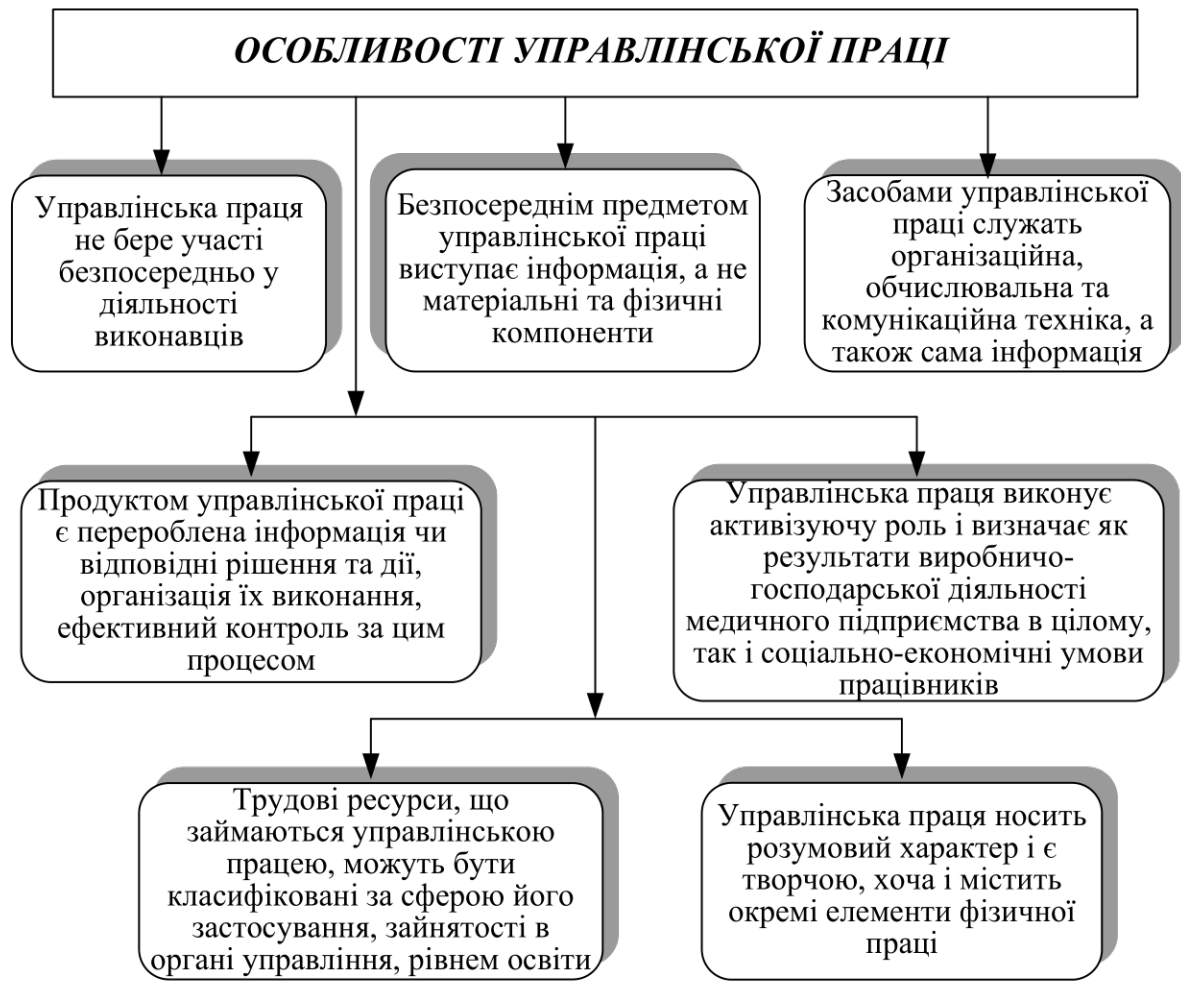 ОСОБЛИВОСТІ УПРАВЛІНСЬКОЇ ПРАЦІ
Управлінська праця
не бере участі
безпосередньо у
діяльності
виконавців
Безпосереднім предметом
управлінської праці
виступає інформація, а не
матеріальні та фізичні
компоненти
Засобами управлінської
праці служать
організаційна,
обчислювальна та
комунікаційна техніка, а
також сама інформація
Продуктом управлінської праці
є перероблена інформація чи
відповідні рішення та дії,
організація їх виконання,
ефективний контроль за цим
процесом
Управлінська праця виконує
активізуючу роль і визначає як
результати виробничо-
господарської діяльності
медичного підприємства в цілому,
так і соціально-економічні умови
працівників
Трудові ресурси, що
займаються управлінською
працею, можуть бути
класифіковані за сферою його
застосування, зайнятості в
органі управління, рівнем освіти
Управлінська праця носить
розумовий характер і є
творчою, хоча і містить
окремі елементи фізичної
праці